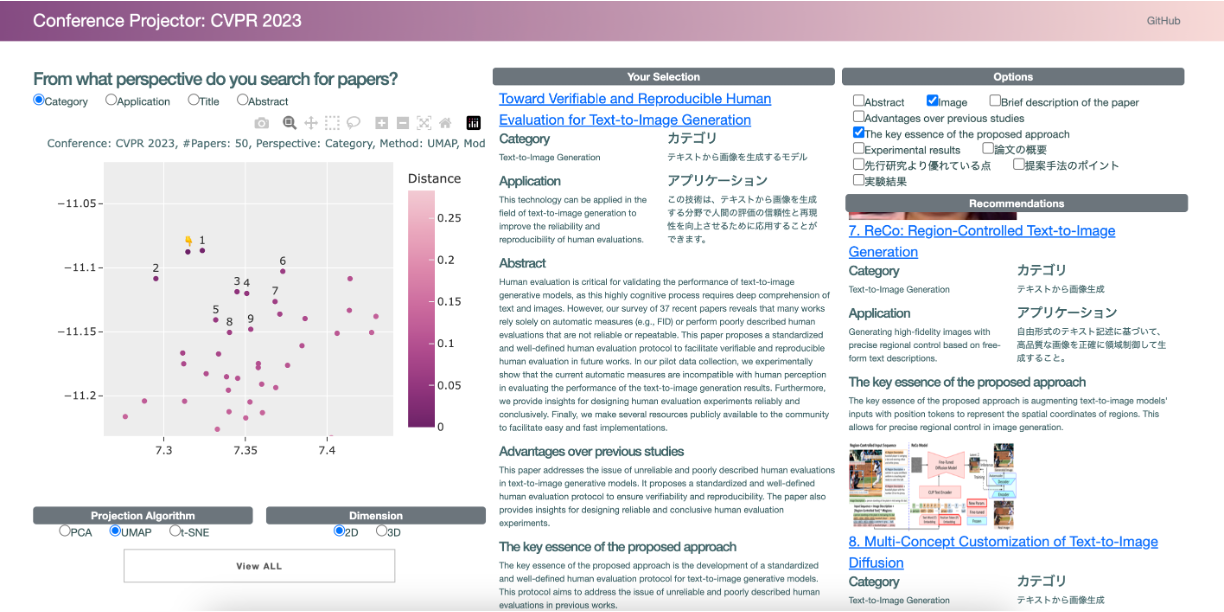 Conference Projector: CVPR 2023
GitHub
From what perspective do you search for papers?
Category Application Title Abstract
Conference: CVPR 2023, #Papers: 50, Perspective: Category, Method: UMAP, Mod
Distance
−11.05
−11.1
−11.15
−11.2
7.3
7.35
7.4
1
2
6
3
4
7
5
8
9
0.25
0.2
0.15
0.1
0.05
0
Projection Algorithm
PCA UMAP t-SNE
Dimension
2D 3D
View ALL
Your Selection
Toward Verifiable and Reproducible Human
Evaluation for Text-to-Image Generation
Category
カテゴリ
Text-to-Image Generation
テキストから画像を生成するモデル
Application
アプリケーション
This technology can be applied in the
field of text-to-image generation to
improve the reliability and
reproducibility of human evaluations.
この技術は、テキストから画像を生成
する分野で人間の評価の信頼性と再現
性を向上させるために応用することが
できます。
Abstract
Human evaluation is critical for validating the performance of text-to-image
generative models, as this highly cognitive process requires deep comprehension of
text and images. However, our survey of 37 recent papers reveals that many works
rely solely on automatic measures (e.g., FID) or perform poorly described human
evaluations that are not reliable or repeatable. This paper proposes a standardized
and well-defined human evaluation protocol to facilitate verifiable and reproducible
human evaluation in future works. In our pilot data collection, we experimentally
show that the current automatic measures are incompatible with human perception
in evaluating the performance of the text-to-image generation results. Furthermore,
we provide insights for designing human evaluation experiments reliably and
conclusively. Finally, we make several resources publicly available to the community
to facilitate easy and fast implementations.
Advantages over previous studies
This paper addresses the issue of unreliable and poorly described human evaluations
in text-to-image generative models. It proposes a standardized and well-defined
human evaluation protocol to ensure verifiability and reproducibility. The paper also
provides insights for designing reliable and conclusive human evaluation
experiments.
The key essence of the proposed approach
The key essence of the proposed approach is the development of a standardized
and well-defined human evaluation protocol for text-to-image generative models.
This protocol aims to address the issue of unreliable and poorly described human
evaluations in previous works.
Options
Abstract Image Brief description of the paper
Advantages over previous studies
The key essence of the proposed approach
Experimental results 論文の概要
先行研究より優れている点 提案手法のポイント
実験結果
Recommendations
7. ReCo: Region-Controlled Text-to-Image
Generation
Category
カテゴリ
Text-to-Image Generation
テキストから画像生成
Application
アプリケーション
Generating high-fidelity images with
precise regional control based on free-
form text descriptions.
自由形式のテキスト記述に基づいて、
高品質な画像を正確に領域制御して生
成すること。
The key essence of the proposed approach
The key essence of the proposed approach is augmenting text-to-image models'
inputs with position tokens to represent the spatial coordinates of regions. This
allows for precise regional control in image generation.
8. Multi-Concept Customization of Text-to-Image
Diffusion
Category
カテゴリ
Text-to-Image Generation
テキストから画像生成